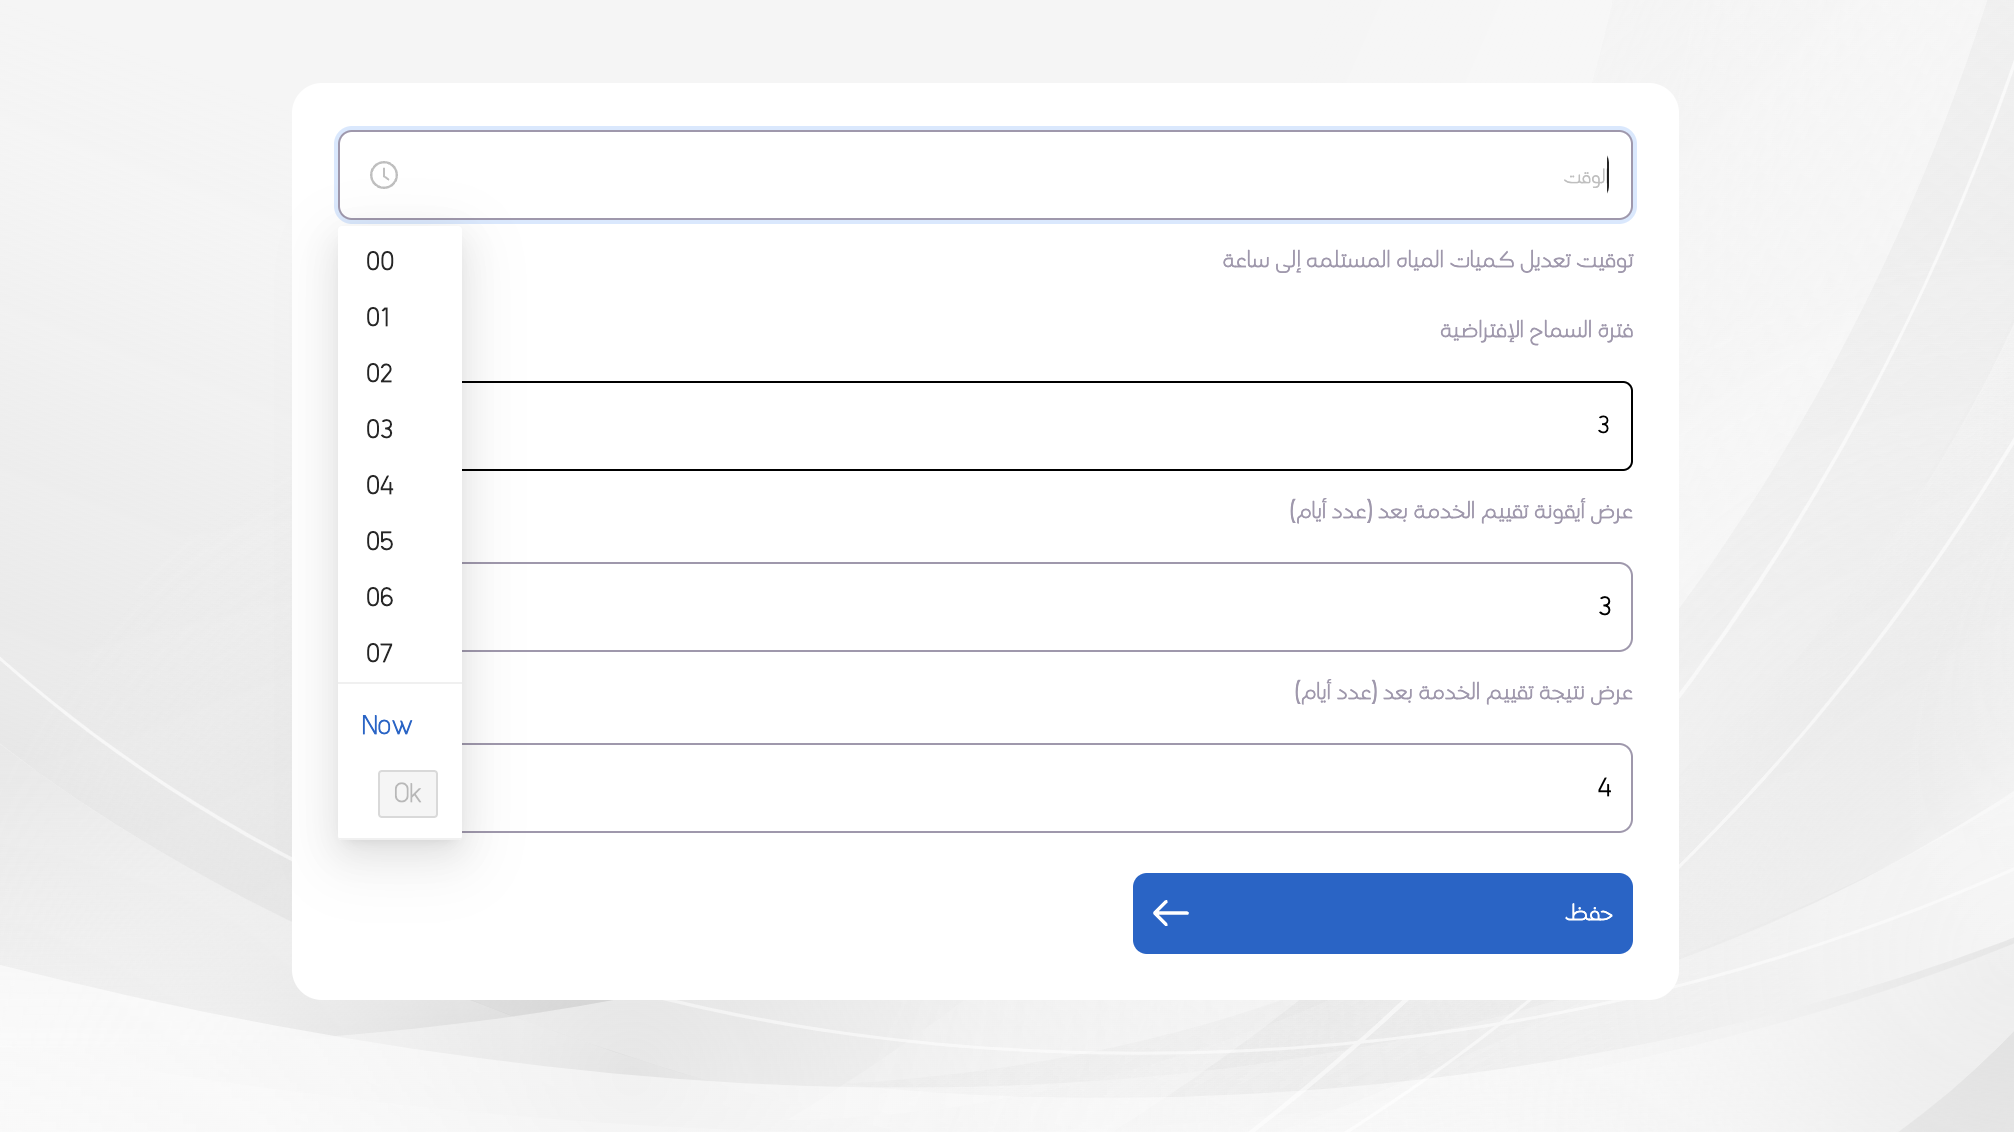 الوقت
توقيت تعديل كميات المياه المستلمه إلى ساعة
فترة السماح الإفتراضية
3
عرض أيقونة تقييم الخدمة بعد (عدد أيام)
3
عرض نتيجة تقييم الخدمة بعد (عدد أيام)
4
حفظ
00
01
02
03
04
05
06
07
Now
Ok